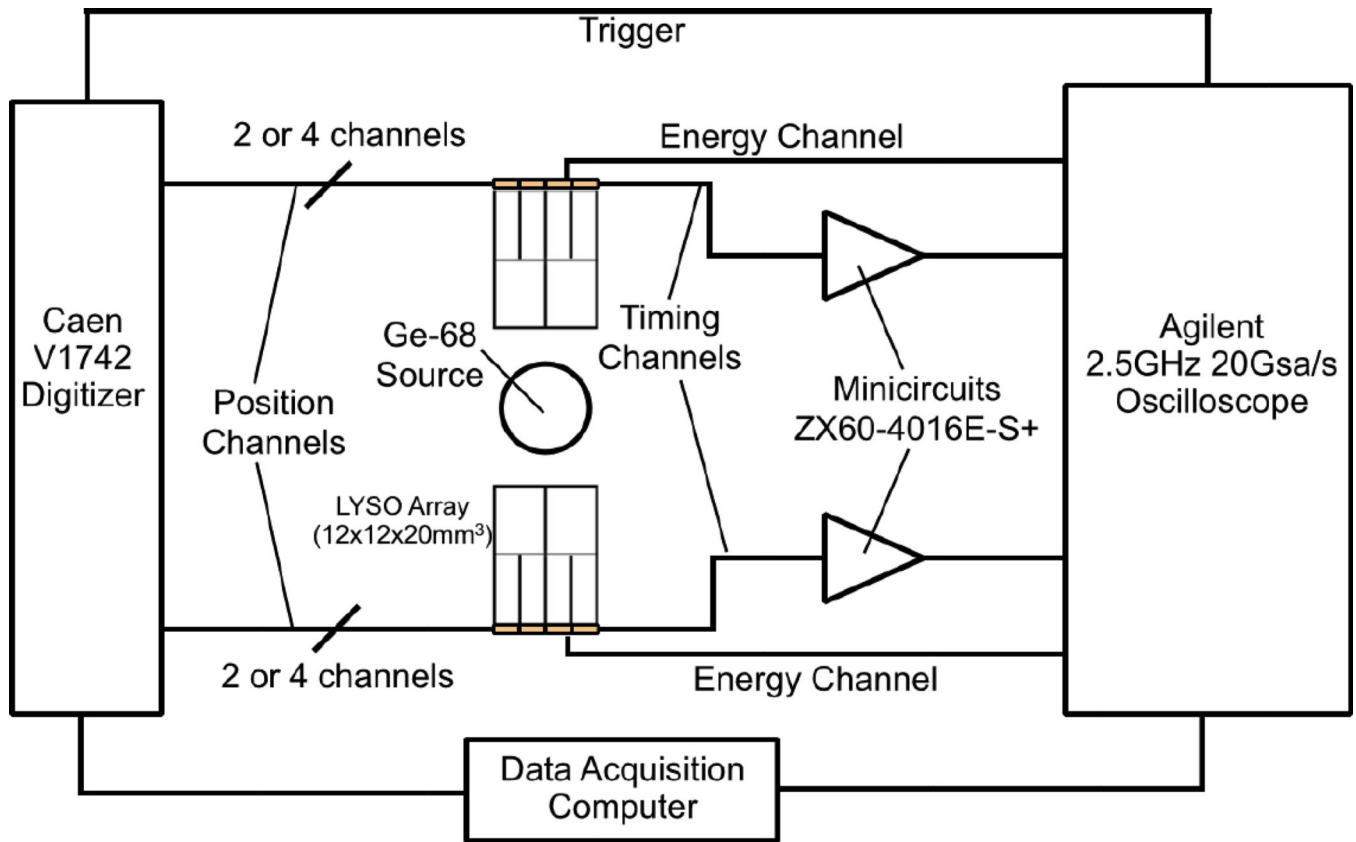 Trigger
2 or 4 channels
Energy Channel
Caen
V1742
Digitizer
Position
Channels
Ge-68
Source
Timing
Channels
Minicircuits
ZX60-4016E-S+
Agilent
2.5GHz 20Gsa/s
Oscilloscope
LYSO Array
(12x12x20mm³)
2 or 4 channels
Energy Channel
Data Acquisition
Computer